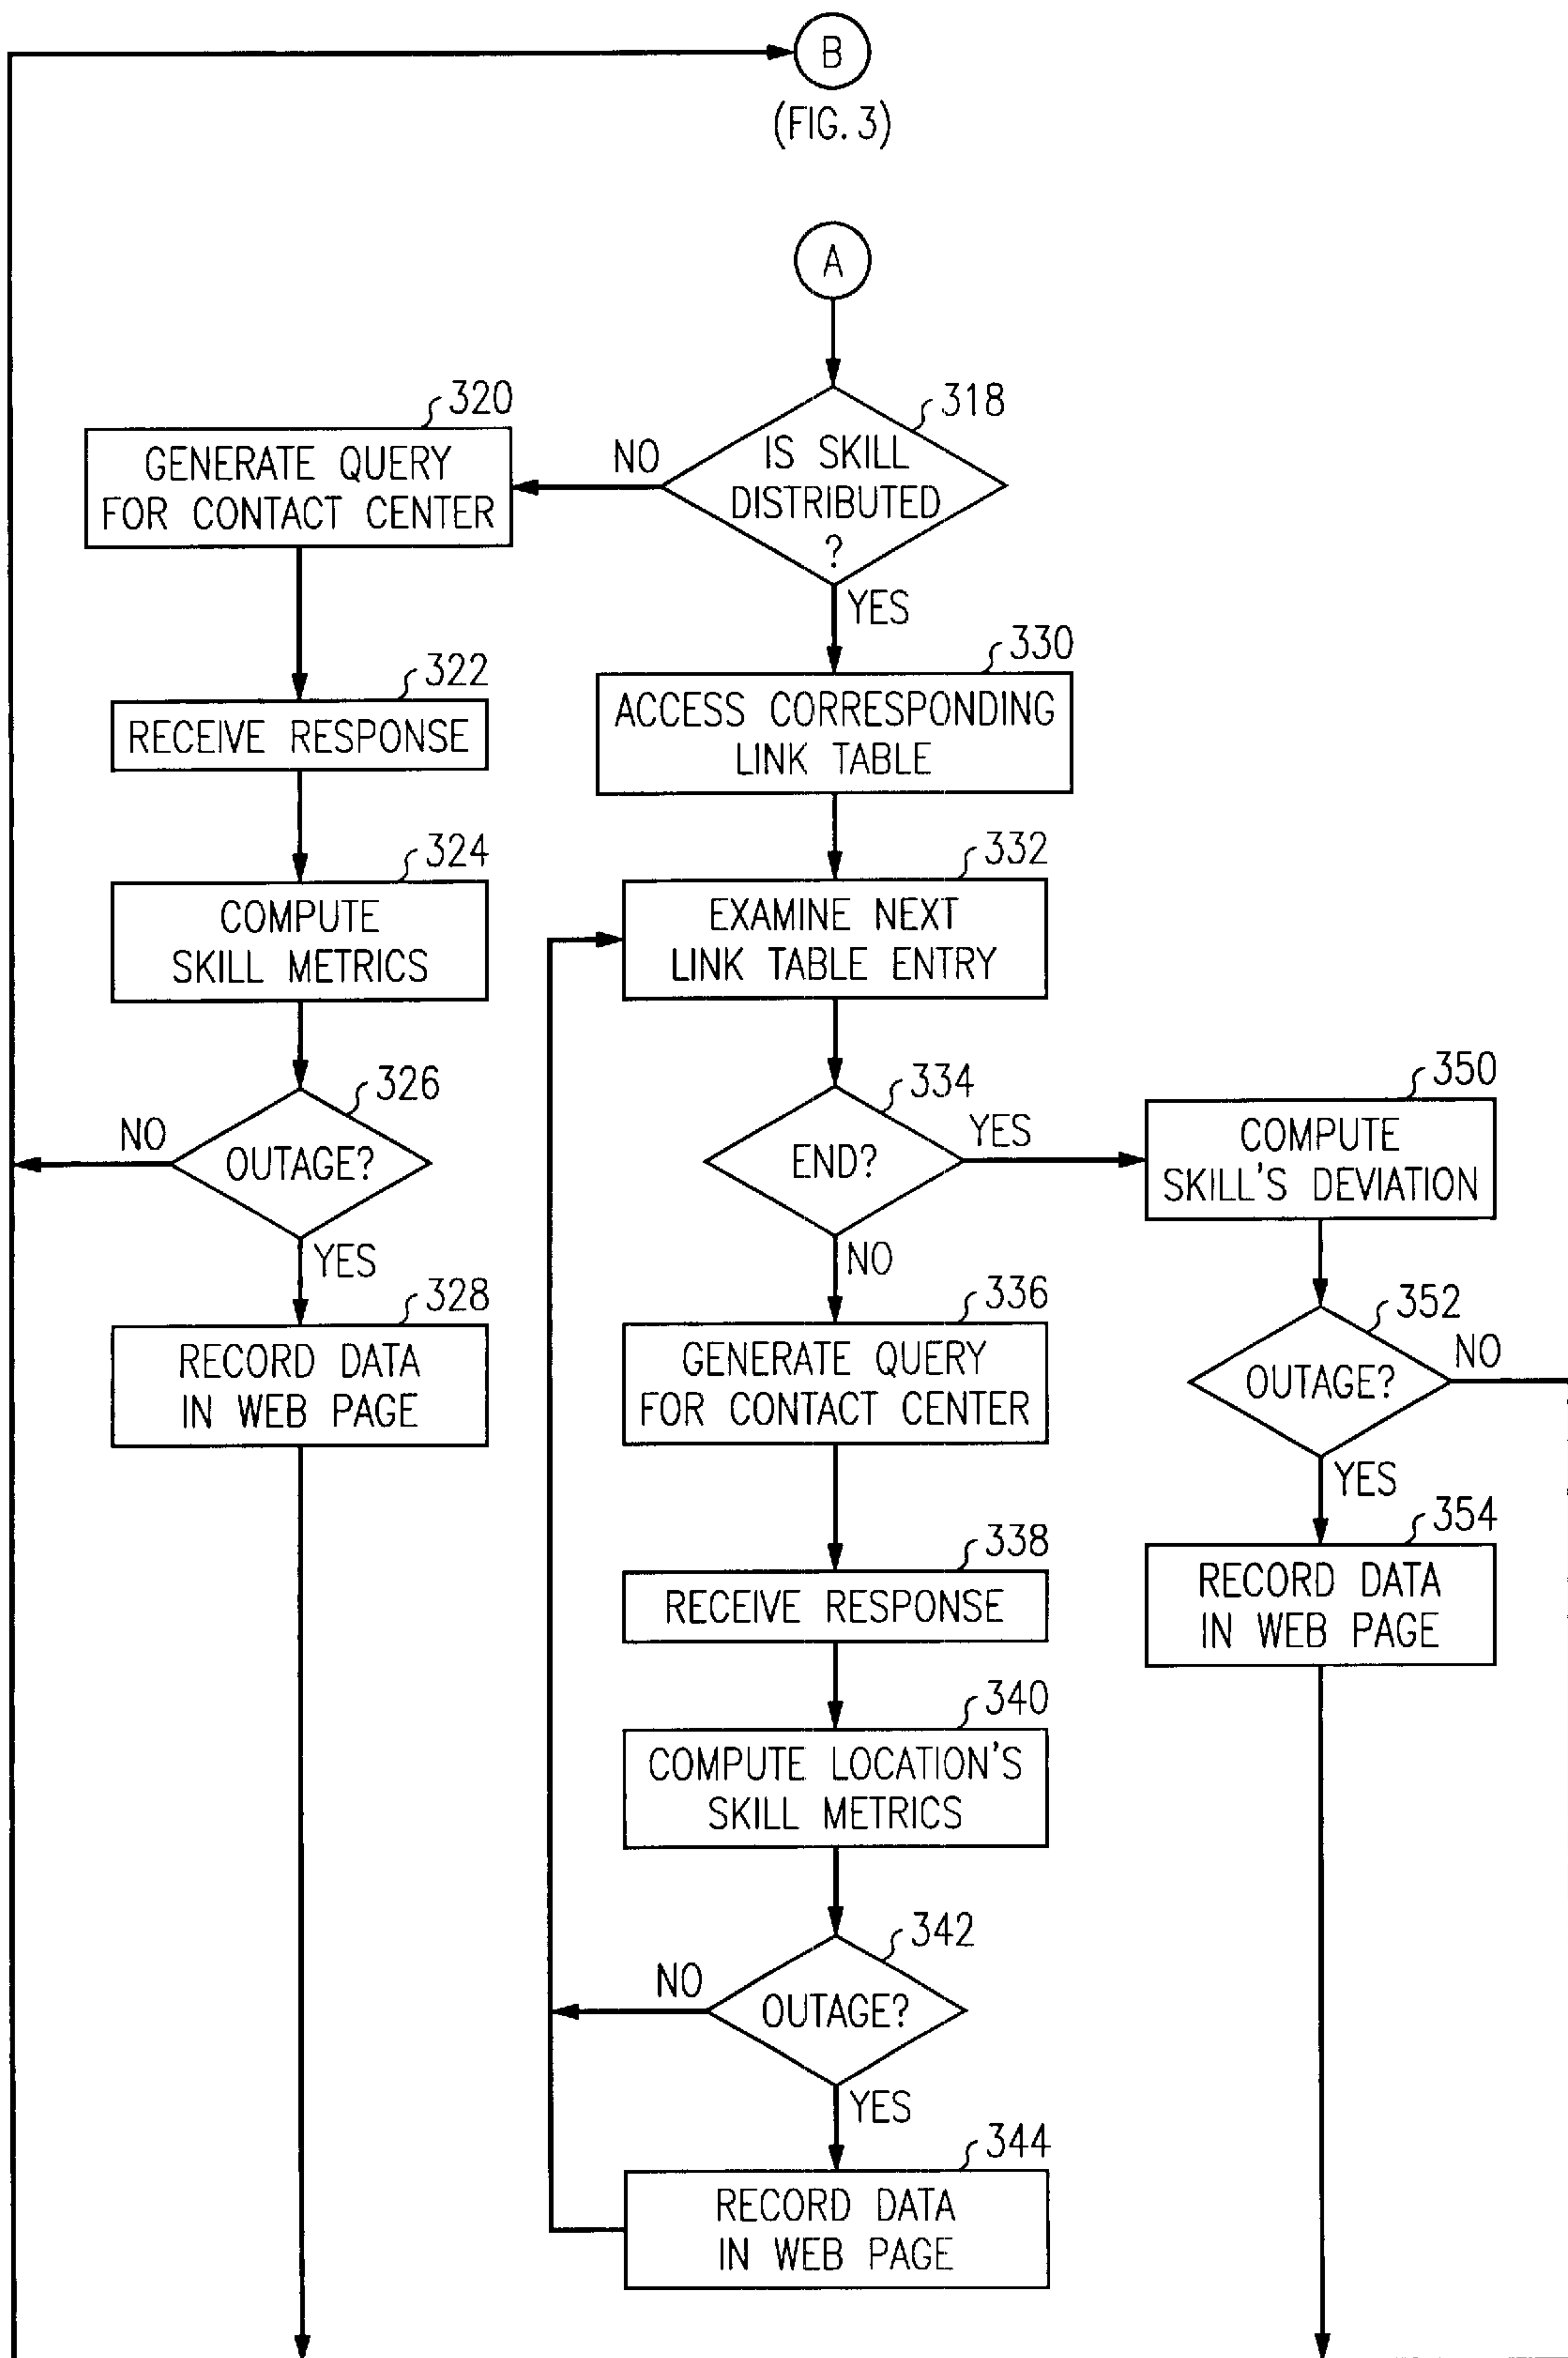 B
(FIG. 3)
A
318
IS SKILL
DISTRIBUTED
?
NO
YES
320
GENERATE QUERY
FOR CONTACT CENTER
322
RECEIVE RESPONSE
324
COMPUTE
SKILL METRICS
326
OUTAGE?
NO
YES
328
RECORD DATA
IN WEB PAGE
330
ACCESS CORRESPONDING
LINK TABLE
332
EXAMINE NEXT
LINK TABLE ENTRY
334
END?
YES
NO
336
GENERATE QUERY
FOR CONTACT CENTER
338
RECEIVE RESPONSE
340
COMPUTE LOCATION'S
SKILL METRICS
342
OUTAGE?
NO
YES
344
RECORD DATA
IN WEB PAGE
350
COMPUTE
SKILL'S DEVIATION
352
OUTAGE?
NO
YES
354
RECORD DATA
IN WEB PAGE